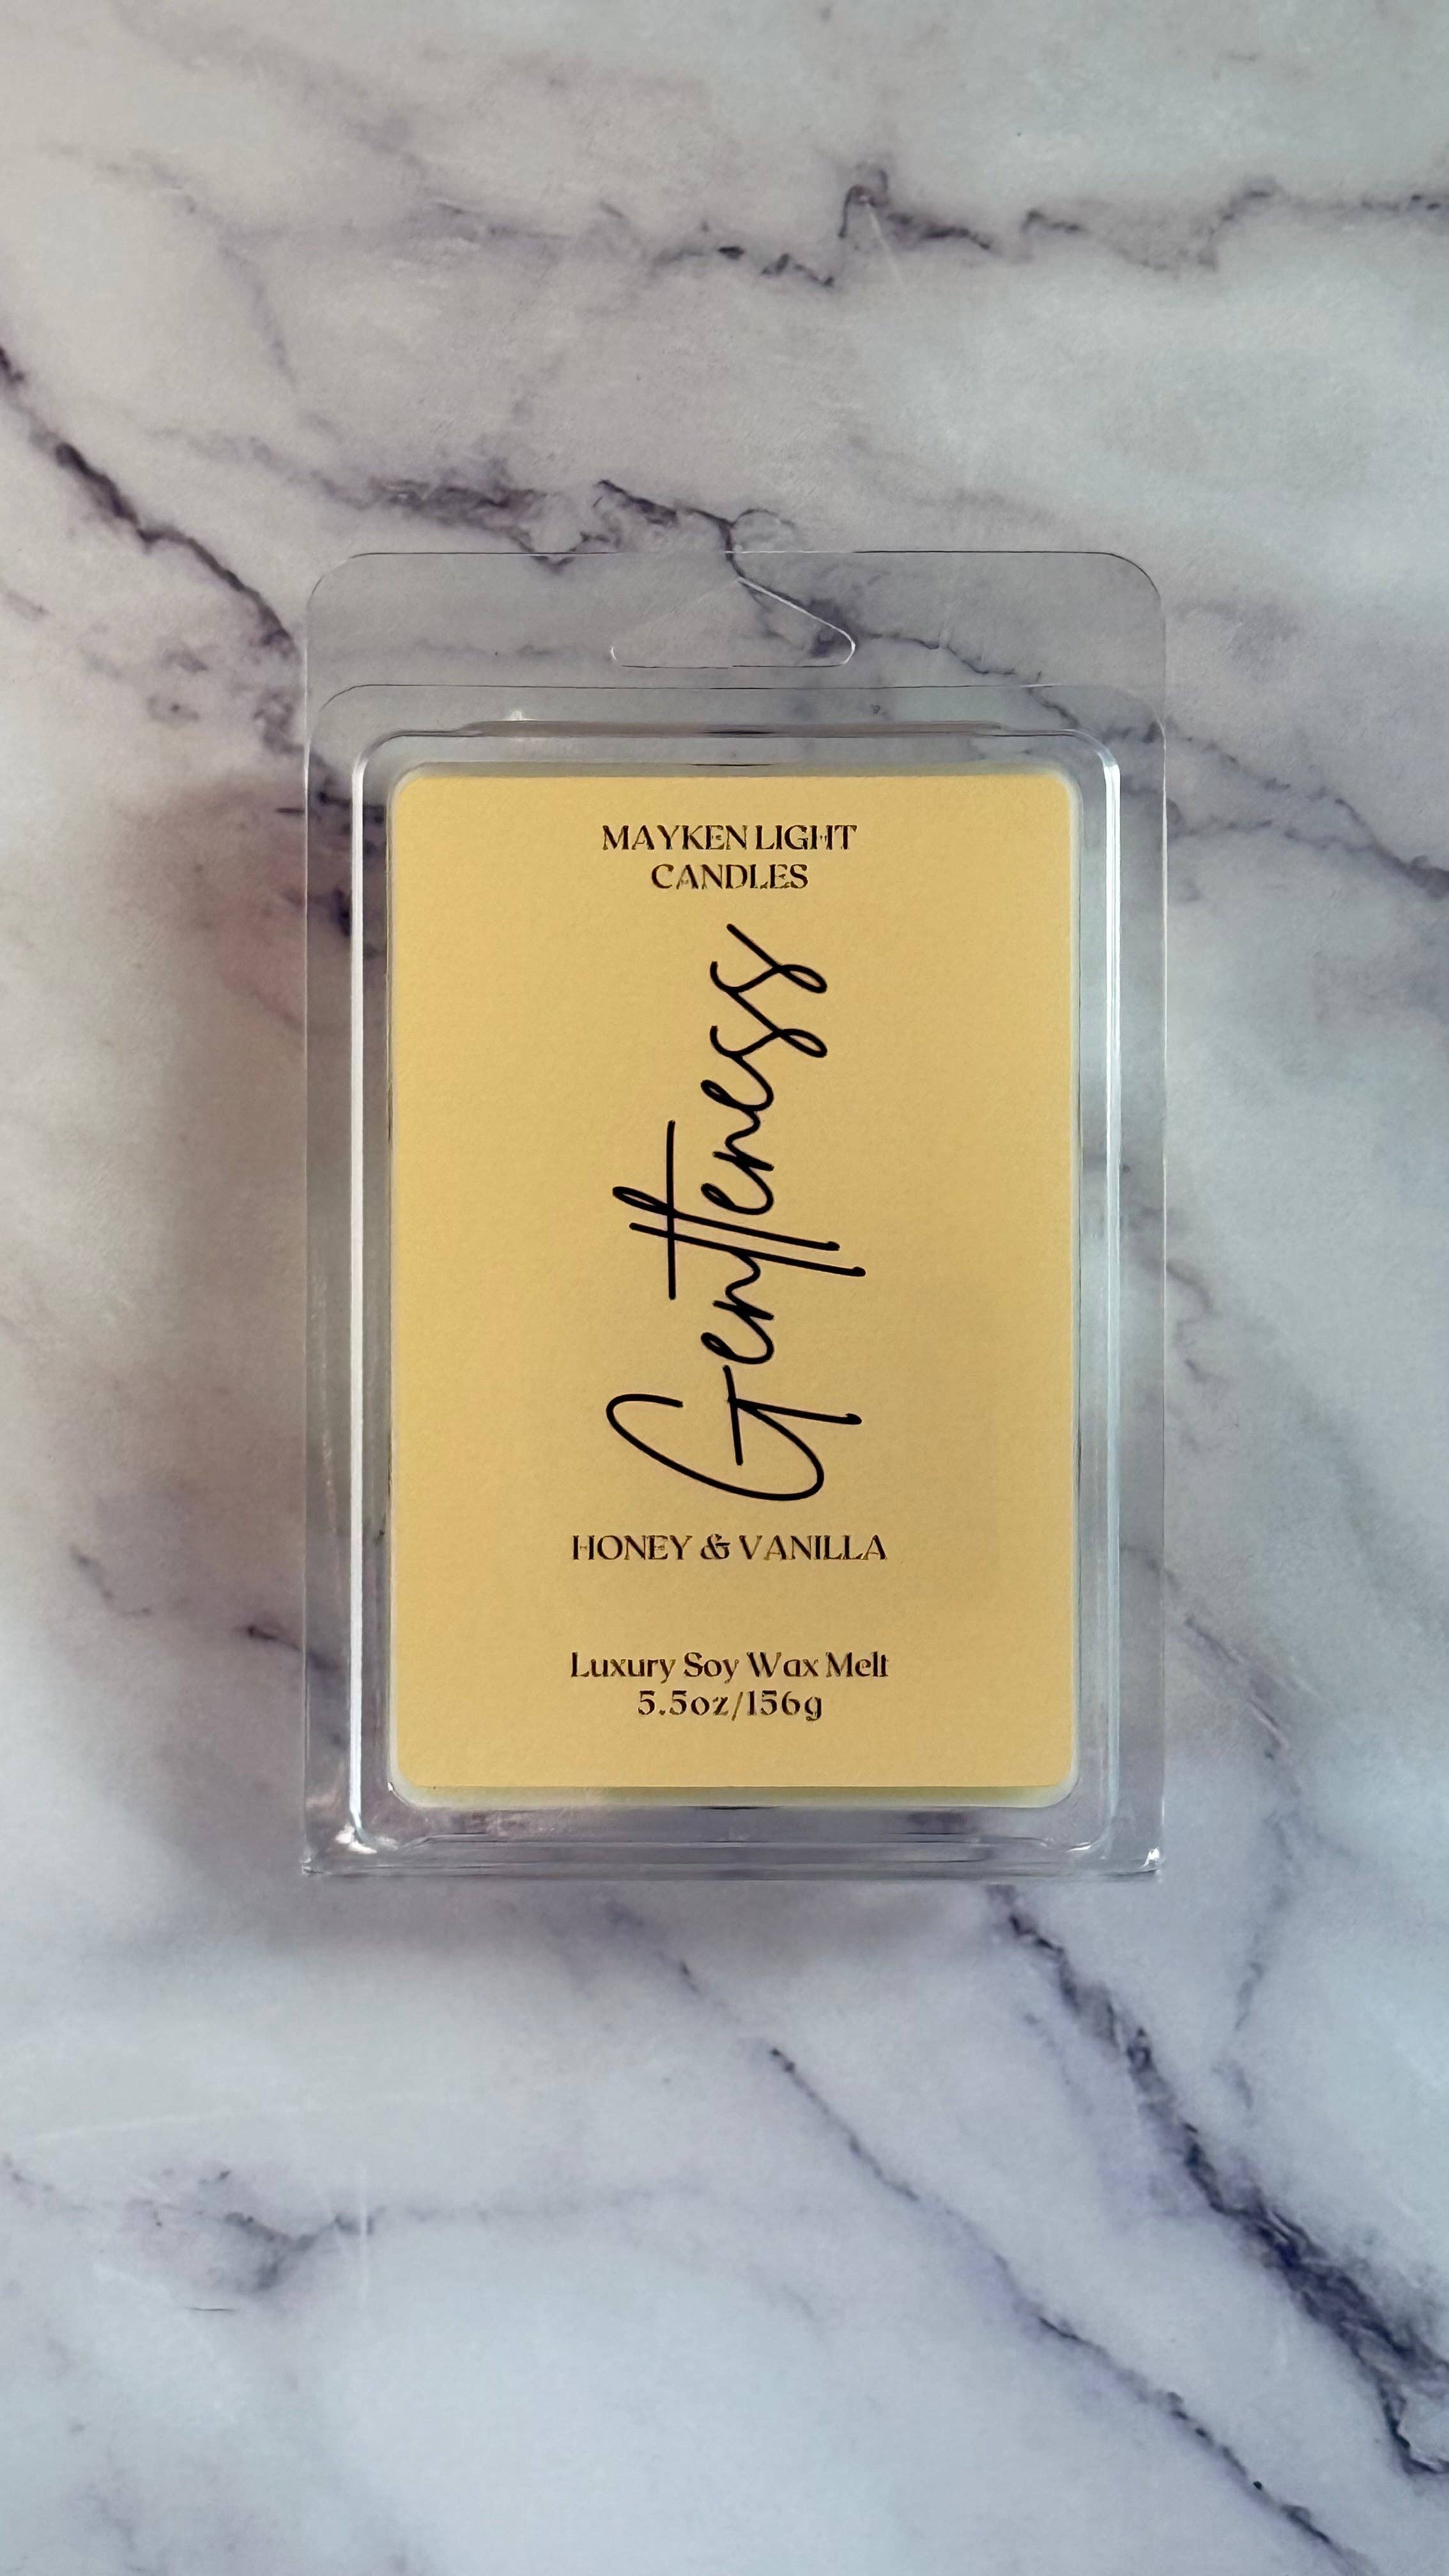 MAYKEN LIGHT
CANDLES
Gentleness
HONEY & VANILLA
Luxury Soy Wax Melt
5.5oz/156g